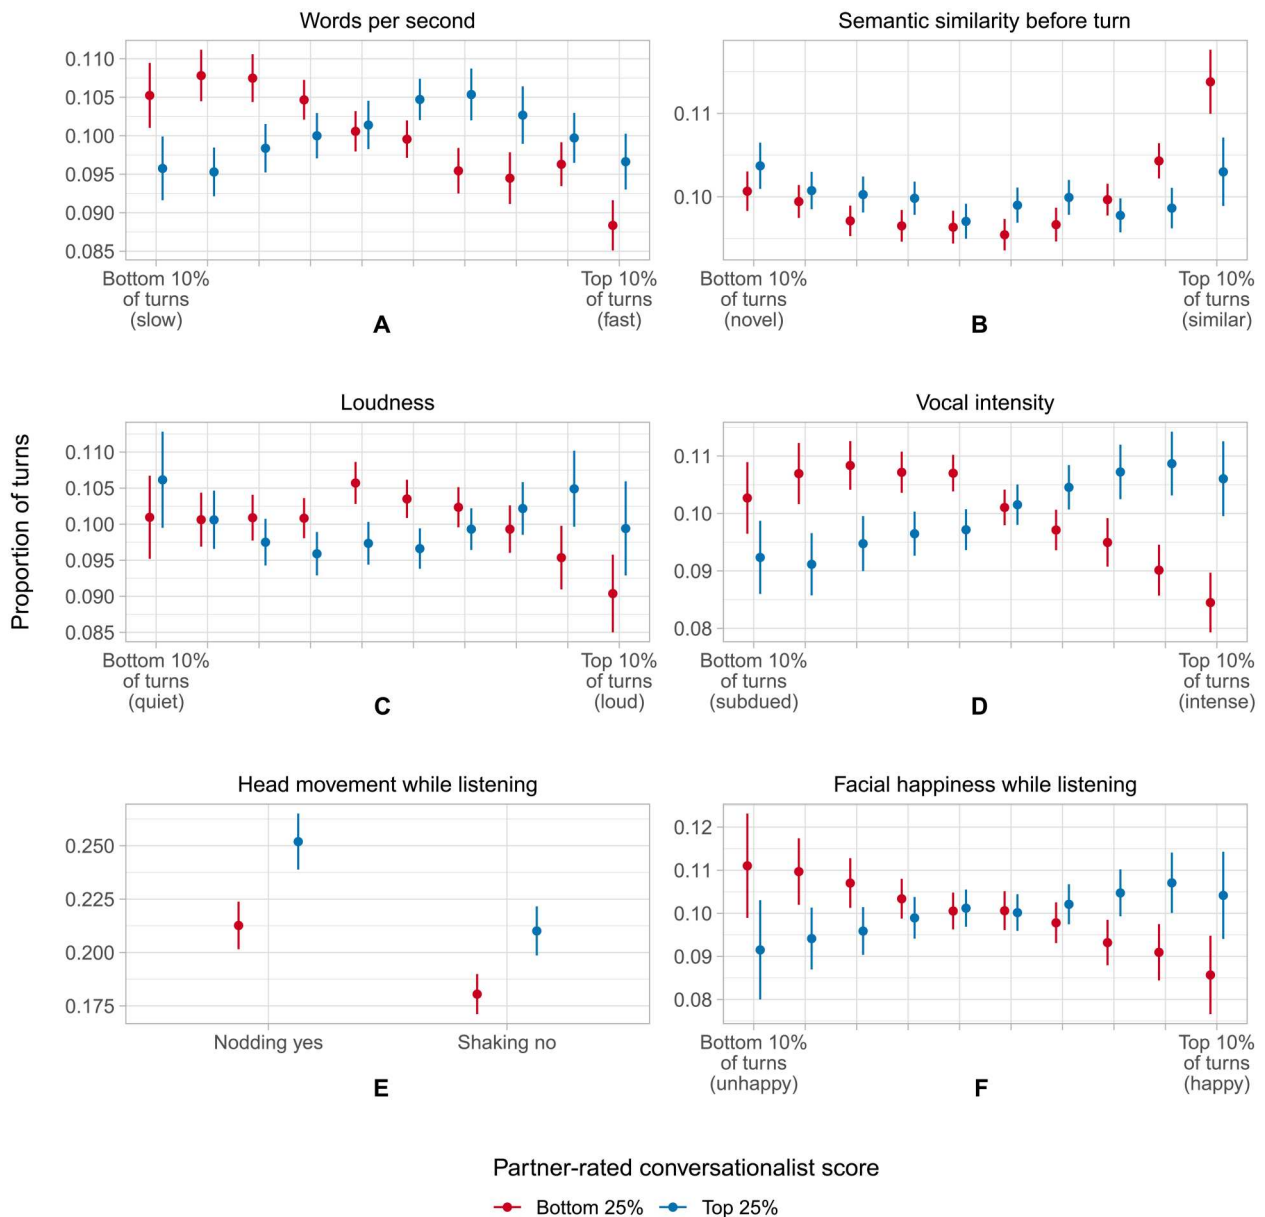 Words per second
0.110
0.105
0.100
0.095
0.090
0.085
Bottom 10%
of turns
(slow)
Top 10%
of turns
(fast)
A
Semantic similarity before turn
0.11
0.10
Bottom 10%
of turns
(novel)
Top 10%
of turns
(similar)
B
Proportion of turns
Loudness
0.110
0.105
0.100
0.095
0.090
0.085
Bottom 10%
of turns
(quiet)
Top 10%
of turns
(loud)
C
Vocal intensity
0.11
0.10
0.09
0.08
Bottom 10%
of turns
(subdued)
Top 10%
of turns
(intense)
D
Head movement while listening
0.250
0.225
0.200
0.175
Nodding yes
Shaking no
E
Facial happiness while listening
0.12
0.11
0.10
0.09
0.08
Bottom 10%
of turns
(unhappy)
Top 10%
of turns
(happy)
F
Partner-rated conversationalist score
Bottom 25%
Top 25%